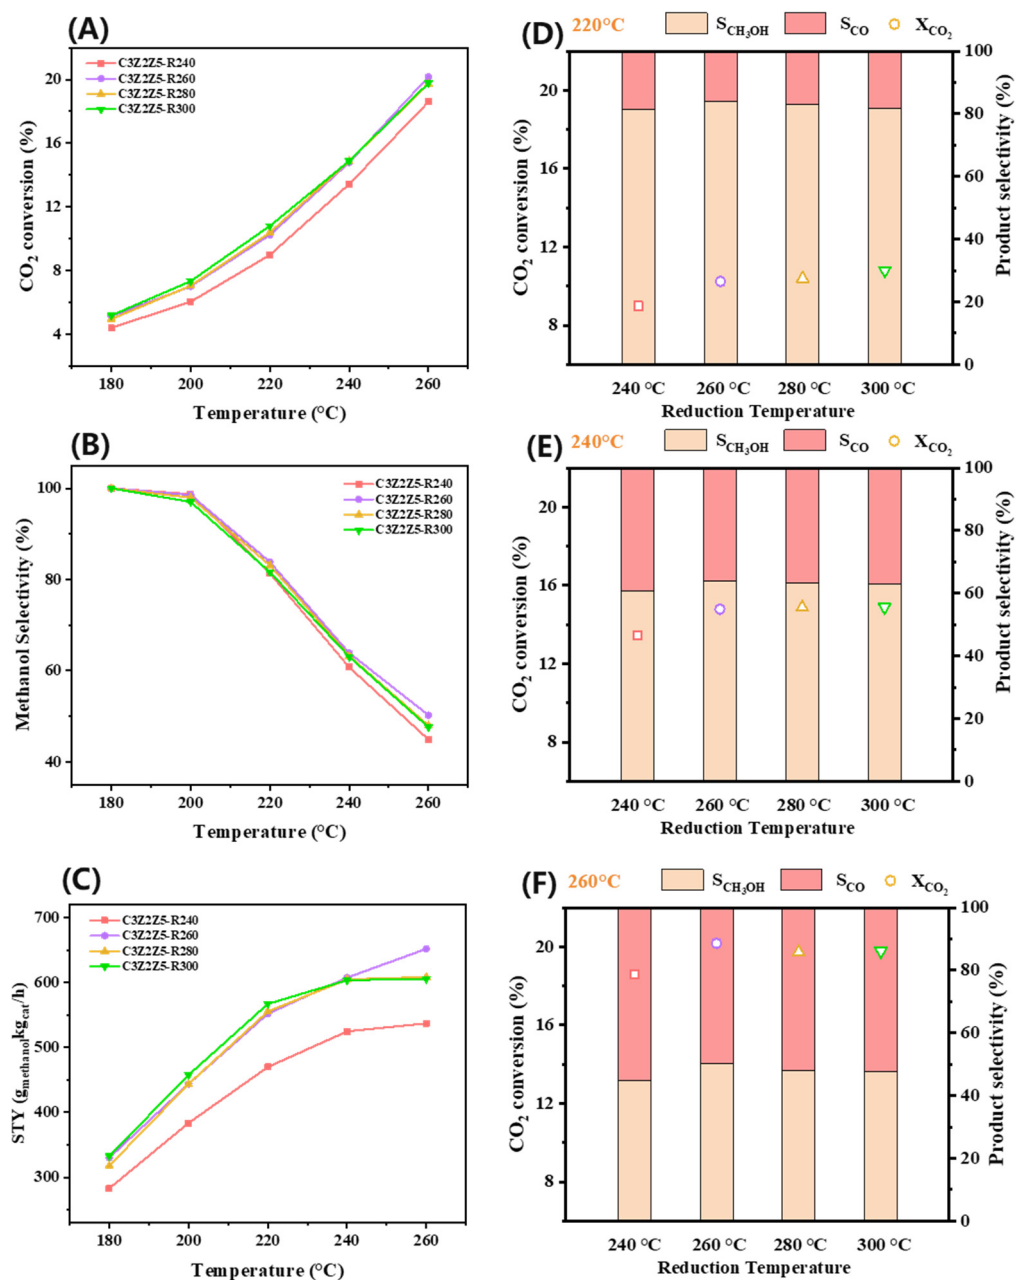 (A)
C3Z2Z5-R240
C3Z2Z5-R260
C3Z2Z5-R280
C3Z2Z5-R300
CO₂ conversion (%)
20
16
12
8
4
180 200 220 240 260
Temperature (°C)
(B)
C3Z2Z5-R240
C3Z2Z5-R260
C3Z2Z5-R280
C3Z2Z5-R300
Methanol Selectivity (%)
100
80
60
40
180 200 220 240 260
Temperature (°C)
(C)
C3Z2Z5-R240
C3Z2Z5-R260
C3Z2Z5-R280
C3Z2Z5-R300
STY (gmethanolkgcat/h)
700
600
500
400
300
180 200 220 240 260
Temperature (°C)
(D)
220°C SCH₃OH SCO XCO₂
CO₂ conversion (%)
20
16
12
8
Product selectivity (%)
100
80
60
40
20
0
240 °C 260 °C 280 °C 300 °C
Reduction Temperature
(E)
240°C SCH₃OH SCO XCO₂
CO₂ conversion (%)
20
16
12
8
Product selectivity (%)
100
80
60
40
20
0
240 °C 260 °C 280 °C 300 °C
Reduction Temperature
(F)
260°C SCH₃OH SCO XCO₂
CO₂ conversion (%)
20
16
12
8
Product selectivity (%)
100
80
60
40
20
0
240 °C 260 °C 280 °C 300 °C
Reduction Temperature